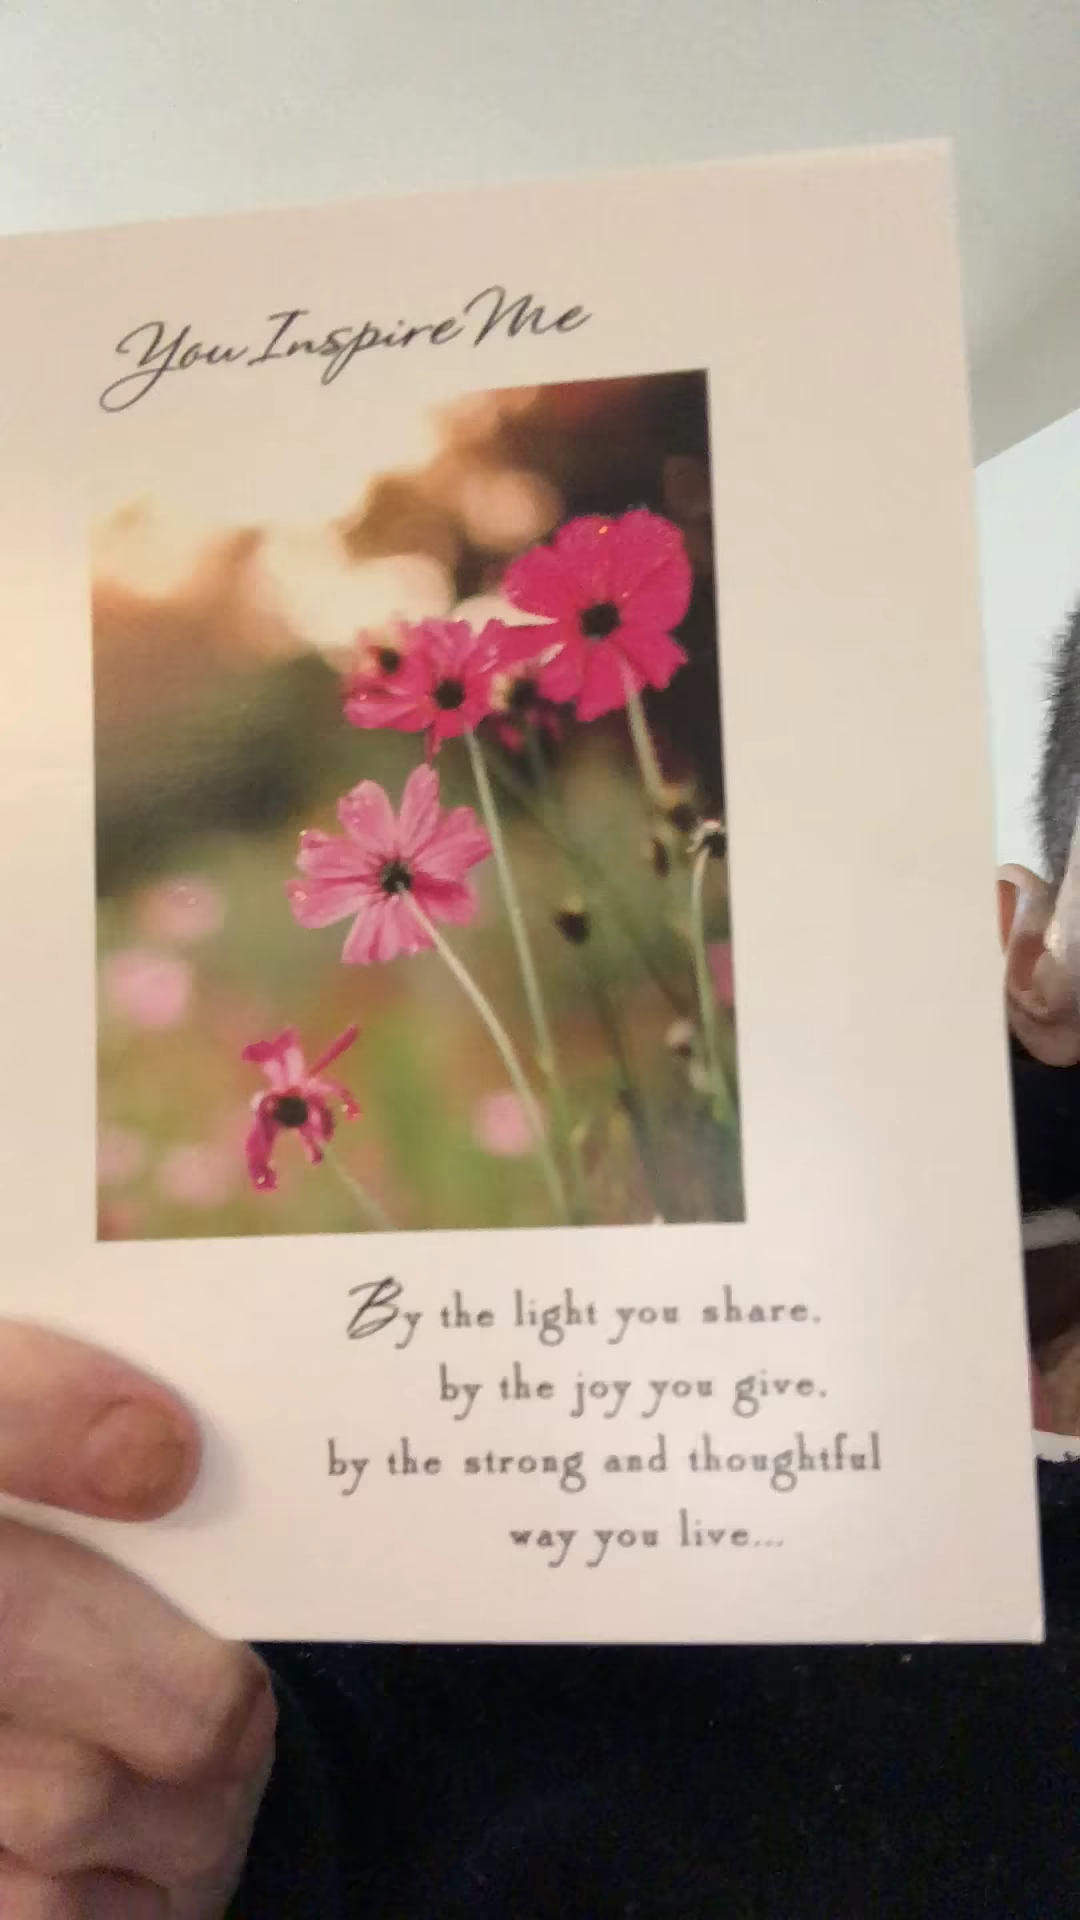 You Inspire Me
By the light you share,
by the joy you give,
by the strong and thoughtful
way you live...